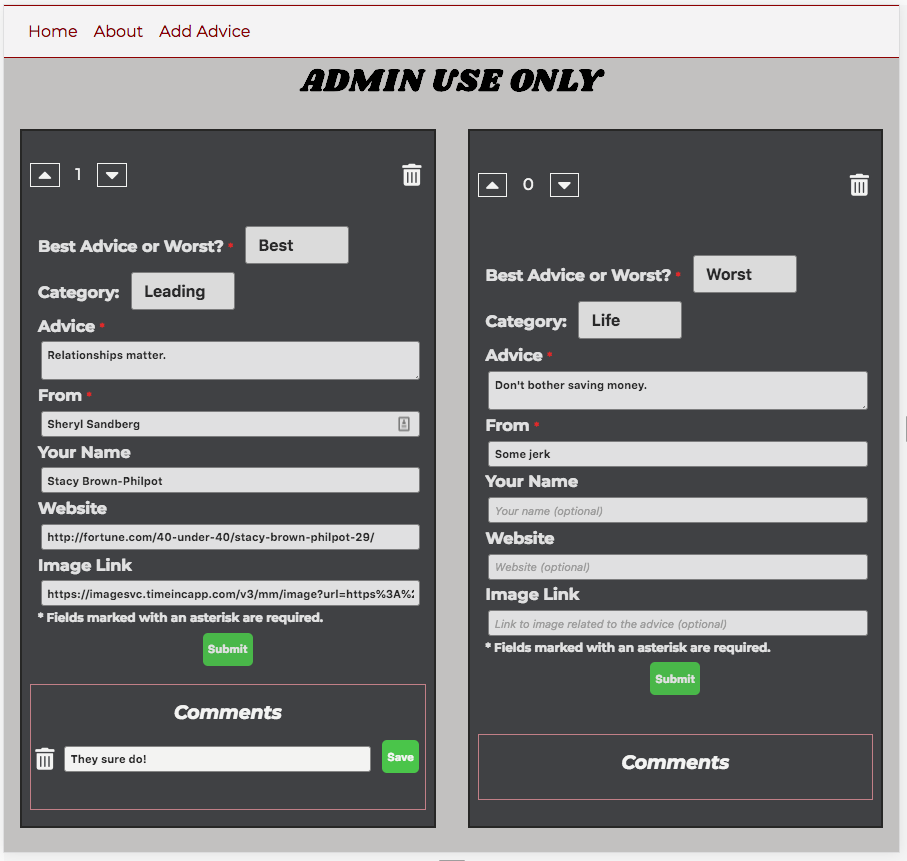 Home About Add Advice
ADMIN USE ONLY
1
Best Advice or Worst? * Best
Category: Leading
Advice *
Relationships matter.
From *
Sheryl Sandberg
Your Name
Stacy Brown-Philpot
Website
http://fortune.com/40-under-40/stacy-brown-philpot-29/
Image Link
https://imagesvc.timeincapp.com/v3/mm/image?url=https%3A%2
* Fields marked with an asterisk are required.
Submit
Comments
They sure do! Save
0
Best Advice or Worst? * Worst
Category: Life
Advice *
Don't bother saving money.
From *
Some jerk
Your Name
Your name (optional)
Website
Website (optional)
Image Link
Link to image related to the advice (optional)
* Fields marked with an asterisk are required.
Submit
Comments